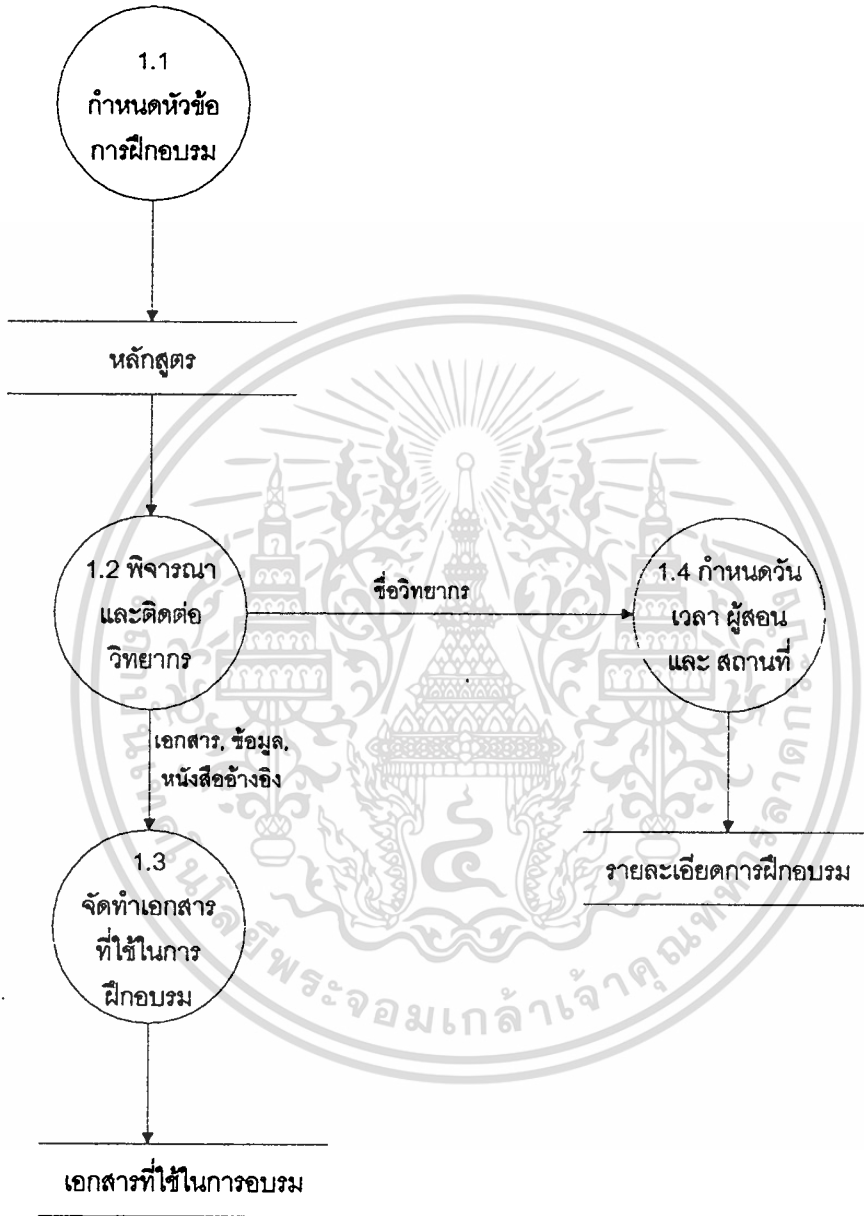 1.1
กำหนดหัวข้อ
การฝึกอบรม
หลักสูตร
1.2 พิจารณา
และติดต่อ
วิทยากร
ชื่อวิทยากร
1.4 กำหนดวัน
เวลา ผู้สอน
และ สถานที่
เอกสาร, ข้อมูล,
หนังสืออ้างอิง
1.3
จัดทำเอกสาร
ที่ใช้ในการ
ฝึกอบรม
รายละเอียดการฝึกอบรม
เอกสารที่ใช้ในการอบรม